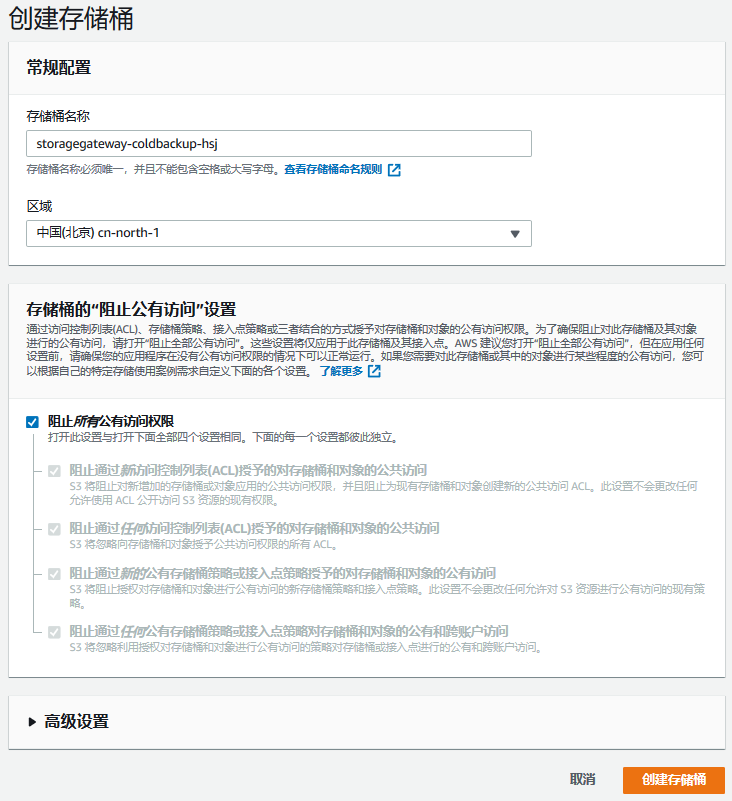 创建存储桶
常规配置
存储桶名称
storagegateway-coldbackup-hsj
存储桶名称必须唯一，并且不能包含空格或大写字母。查看存储桶命名规则
区域
中国(北京) cn-north-1
存储桶的“阻止公有访问”设置
通过访问控制列表(ACL)、存储桶策略、接入点策略或三者结合的方式授予对存储桶和对象的公有访问权限。为了确保阻止对此存储桶及其对象
进行的公有访问，请打开“阻止全部公有访问”。这些设置将仅应用于此存储桶及其接入点。AWS 建议您打开“阻止全部公有访问”，但在应用任何
设置前，请确保您的应用程序在没有公有访问权限的情况下可以正常运行。如果您需要对此存储桶或其中的对象进行某些程度的公有访问，您可
以根据自己的特定存储使用案例需求自定义下面的各个设置。 了解更多
阻止所有公有访问权限
打开此设置与打开下面全部四个设置相同。下面的每一个设置都彼此独立。
阻止通过新访问控制列表(ACL)授予的对存储桶和对象的公共访问
S3 将阻止对新增加的存储桶或对象应用的公共访问权限，并且阻止为现有存储桶和对象创建新的公共访问 ACL。此设置不会更改任何
允许使用 ACL 公开访问 S3 资源的现有权限。
阻止通过任何访问控制列表(ACL)授予的对存储桶和对象的公共访问
S3 将忽略向存储桶和对象授予公共访问权限的所有 ACL。
阻止通过新的公有存储桶策略或接入点策略授予的对存储桶和对象的公有访问
S3 将阻止授权对存储桶和对象进行公有访问的新存储桶策略和接入点策略。此设置不会更改任何允许对 S3 资源进行公有访问的现有策
略。
阻止通过任何公有存储桶策略或接入点策略对存储桶和对象的公有和跨账户访问
S3 将忽略利用授权对存储桶和对象进行公有访问的策略对存储桶或接入点进行的公有和跨账户访问。
高级设置
取消
创建存储桶